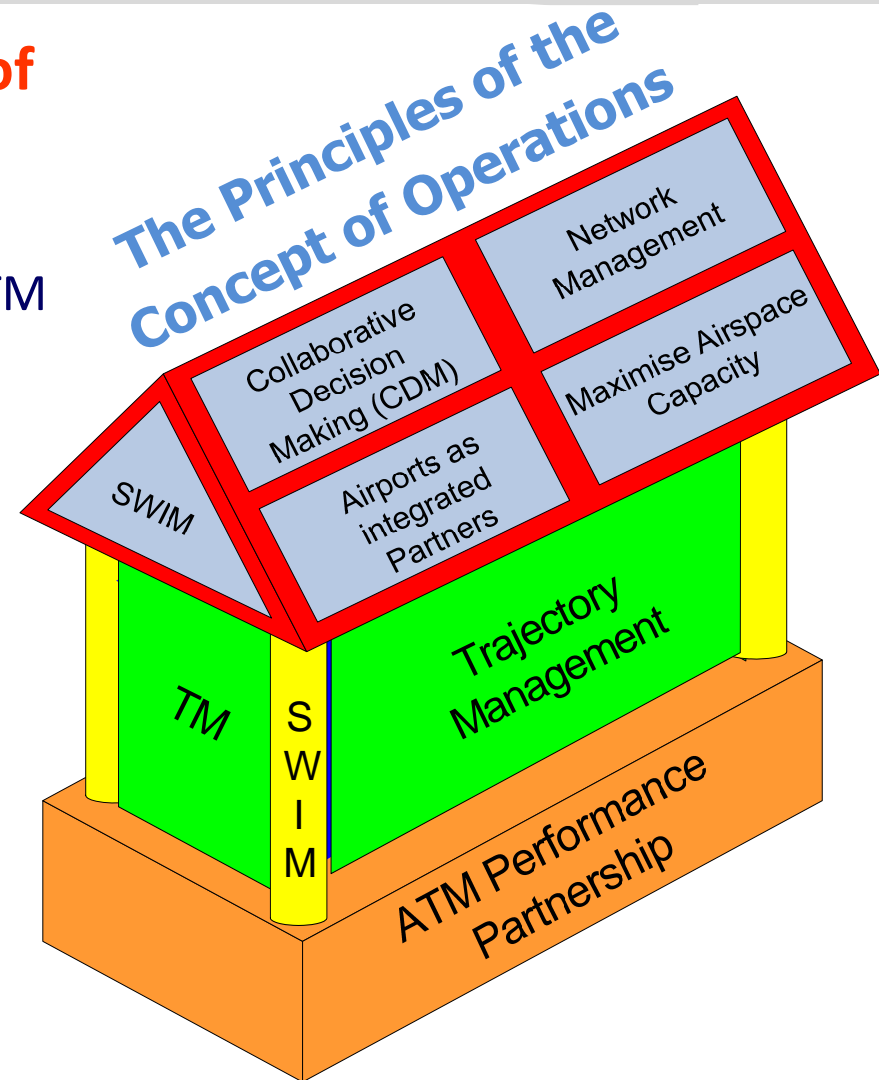 of
The Principles of the
Concept of Operations
TM
Network
Management
Collaborative
Decision
Making (CDM)
Maximise Airspace
Capacity
Airports as
integrated
Partners
SWIM
Trajectory
Management
TM
S
W
I
M
ATM Performance
Partnership